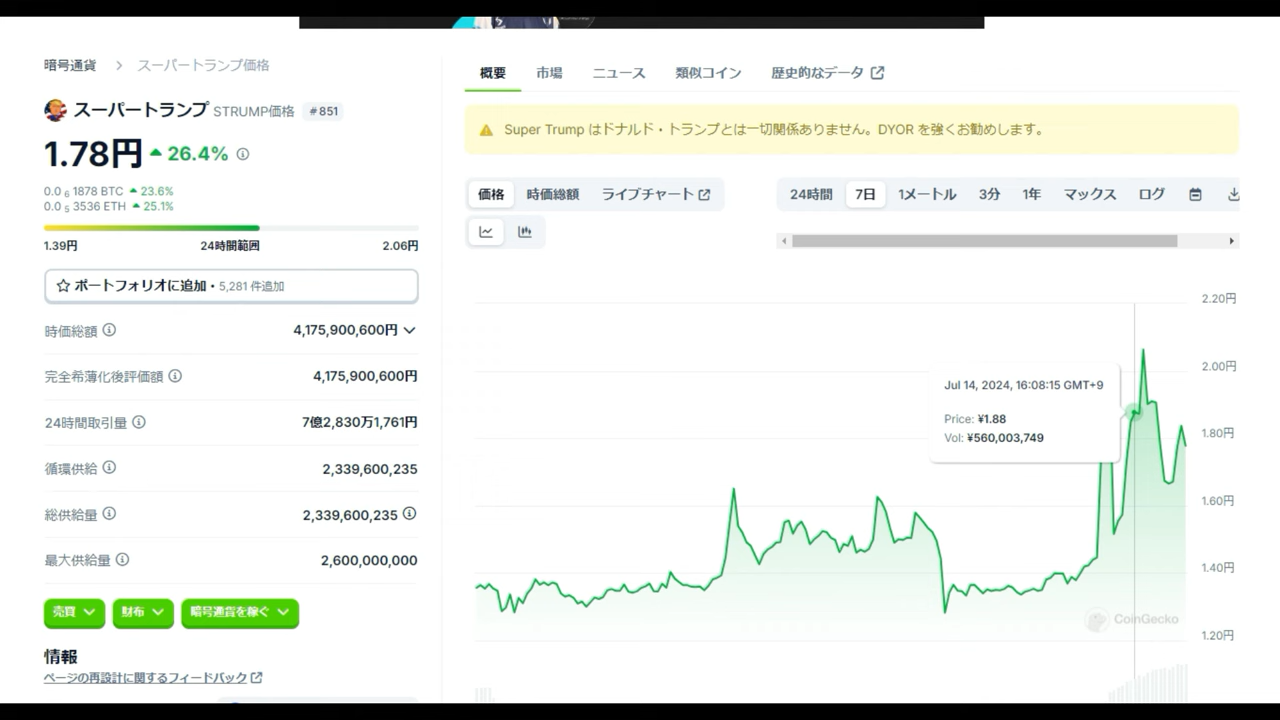 暗号通貨 > スーパートランプ価格
スーパートランプ STRUMP価格 #851
1.78円 26.4%
0.0 6 1878 BTC 23.6%
0.0 5 3536 ETH 25.1%
1.39円 24時間範囲 2.06円
ポートフォリオに追加・5,281 件追加
時価総額 4,175,900,600円
完全希薄化後評価額 4,175,900,600円
24時間取引量 7億2,830万1,761円
循環供給 2,339,600,235
総供給量 2,339,600,235
最大供給量 2,600,000,000
売買 財布 暗号通貨を稼ぐ
情報
ページの再設計に関するフィードバック
概要 市場 ニュース 類似コイン 歴史的なデータ
Super Trump はドナルド・トランプとは一切関係ありません。DYOR を強くお勧めします。
価格 時価総額 ライブチャート
24時間 7日 1メートル 3分 1年 マックス ログ
2.20円
2.00円
1.80円
1.60円
1.40円
1.20円
Jul 14, 2024, 16:08:15 GMT+9
Price: ¥1.88
Vol: ¥560,003,749
CoinGecko